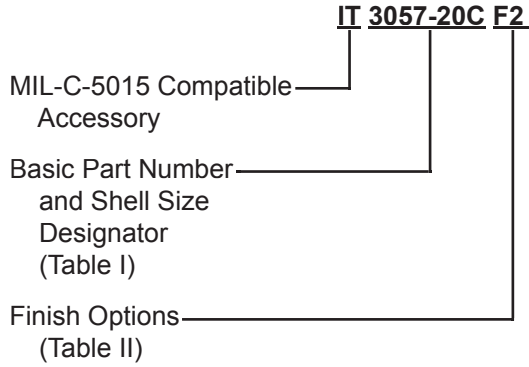 IT 3057-20C F2
MIL-C-5015 Compatible
Accessory
Basic Part Number
and Shell Size
Designator
(Table I)
Finish Options
(Table II)